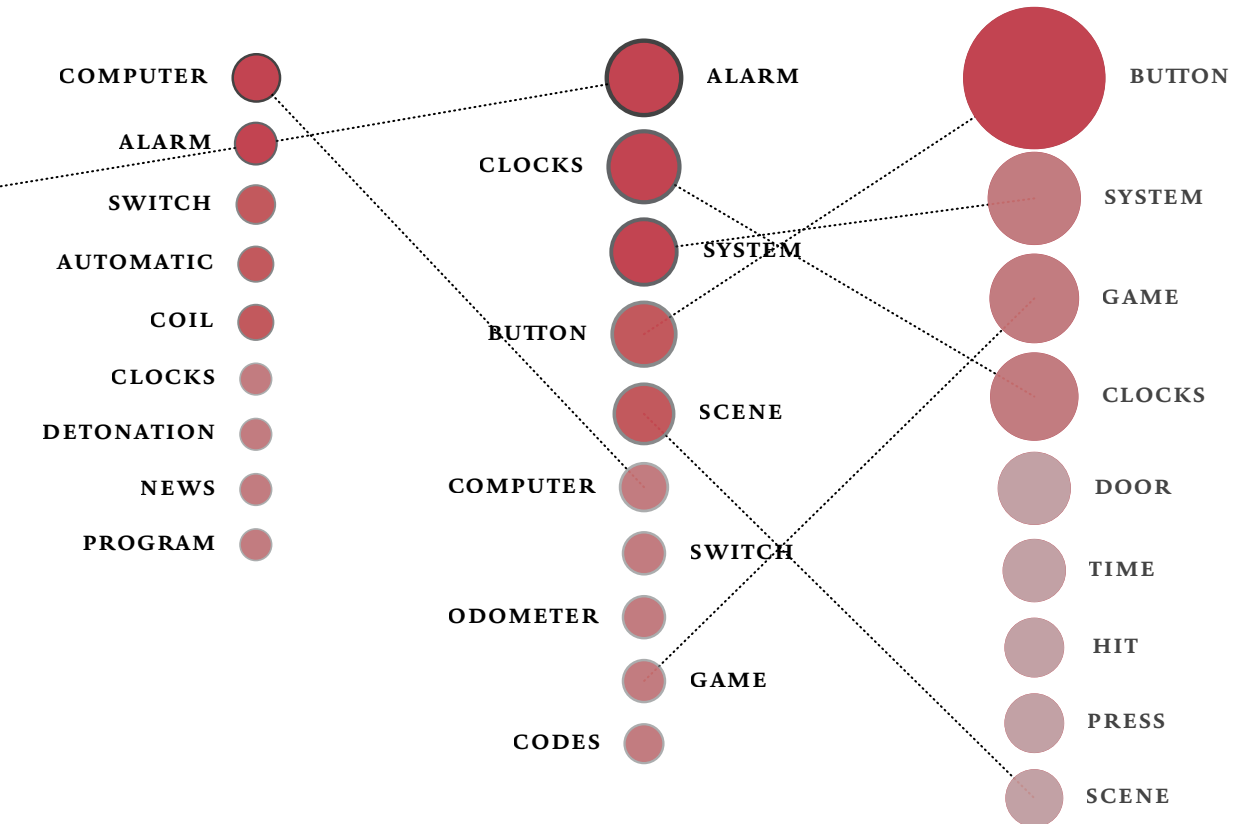 COMPUTER
ALARM
SWITCH
AUTOMATIC
COIL
CLOCKS
DETONATION
NEWS
PROGRAM
ALARM
CLOCKS
SYSTEM
BUTTON
SCENE
COMPUTER
SWITCH
ODOMETER
GAME
CODES
BUTTON
SYSTEM
GAME
CLOCKS
DOOR
TIME
HIT
PRESS
SCENE